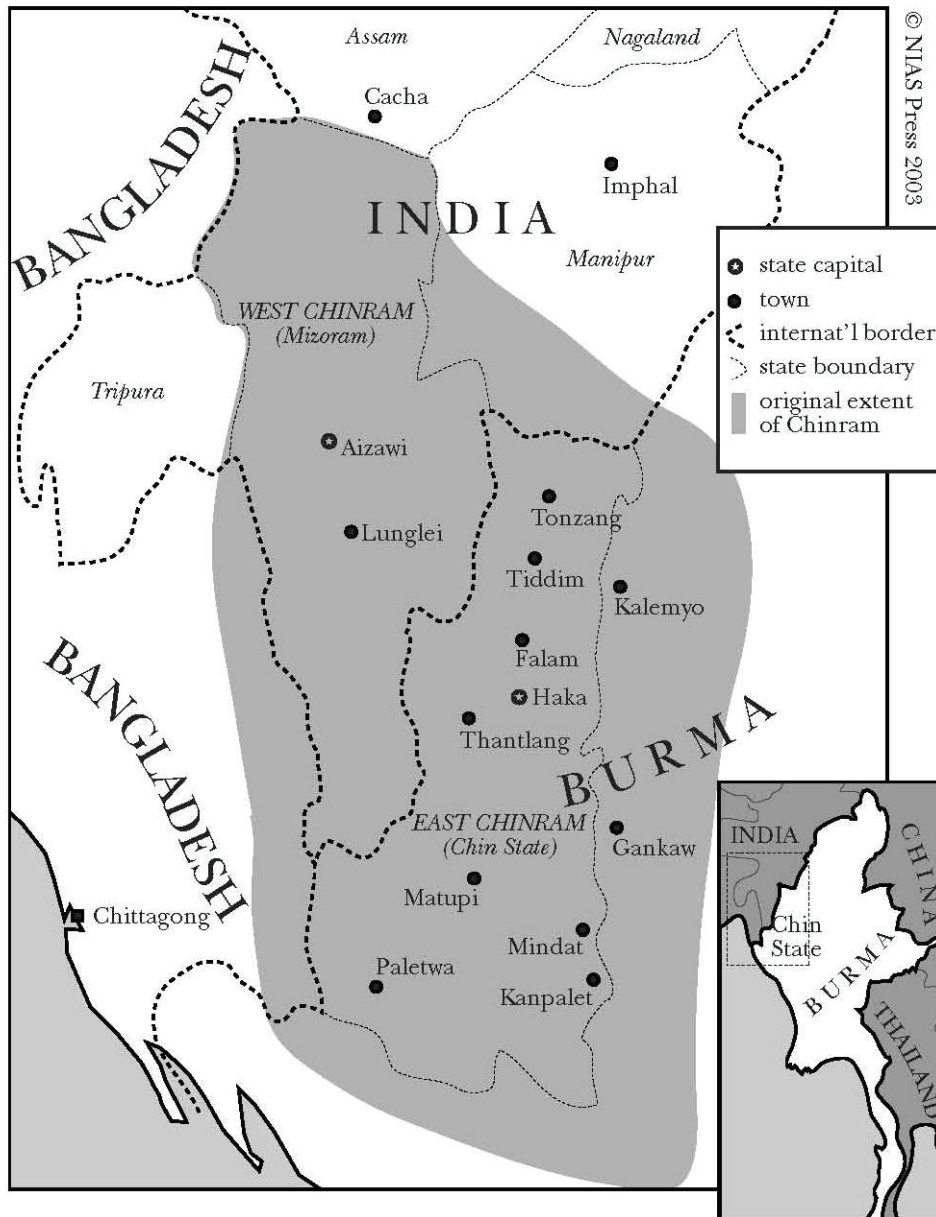 © NIAS Press 2003
Assam
Nagaland
BANGLADESH
Cacha
Imphal
INDIA
Manipur
state capital
town
internat'l border
state boundary
original extent
of Chinram
WEST CHINRAM
(Mizoram)
Tripura
Aizawi
Lunglei
Tonzang
Tiddim
Kalemyo
Falam
Haka
Thantlang
BURMA
BANGLADESH
EAST CHINRAM
(Chin State)
Gankaw
Matupi
Chittagong
Mindat
Paletwa
Kanpalet
INDIA
CHINA
Chin
State
BURMA
THAILAND